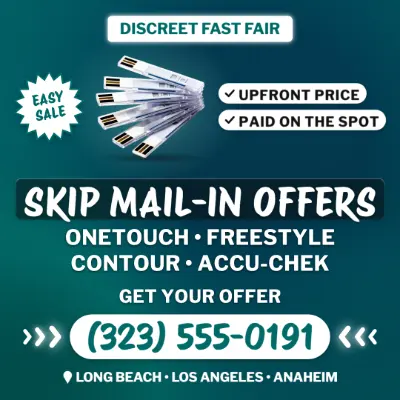 DISCREET FAST FAIR
EASY
SALE
✓ UPFRONT PRICE
✓ PAID ON THE SPOT
SKIP MAIL-IN OFFERS
ONETOUCH • FREESTYLE
CONTOUR • ACCU-CHEK
GET YOUR OFFER
(323) 555-0191
LONG BEACH • LOS ANGELES • ANAHEIM